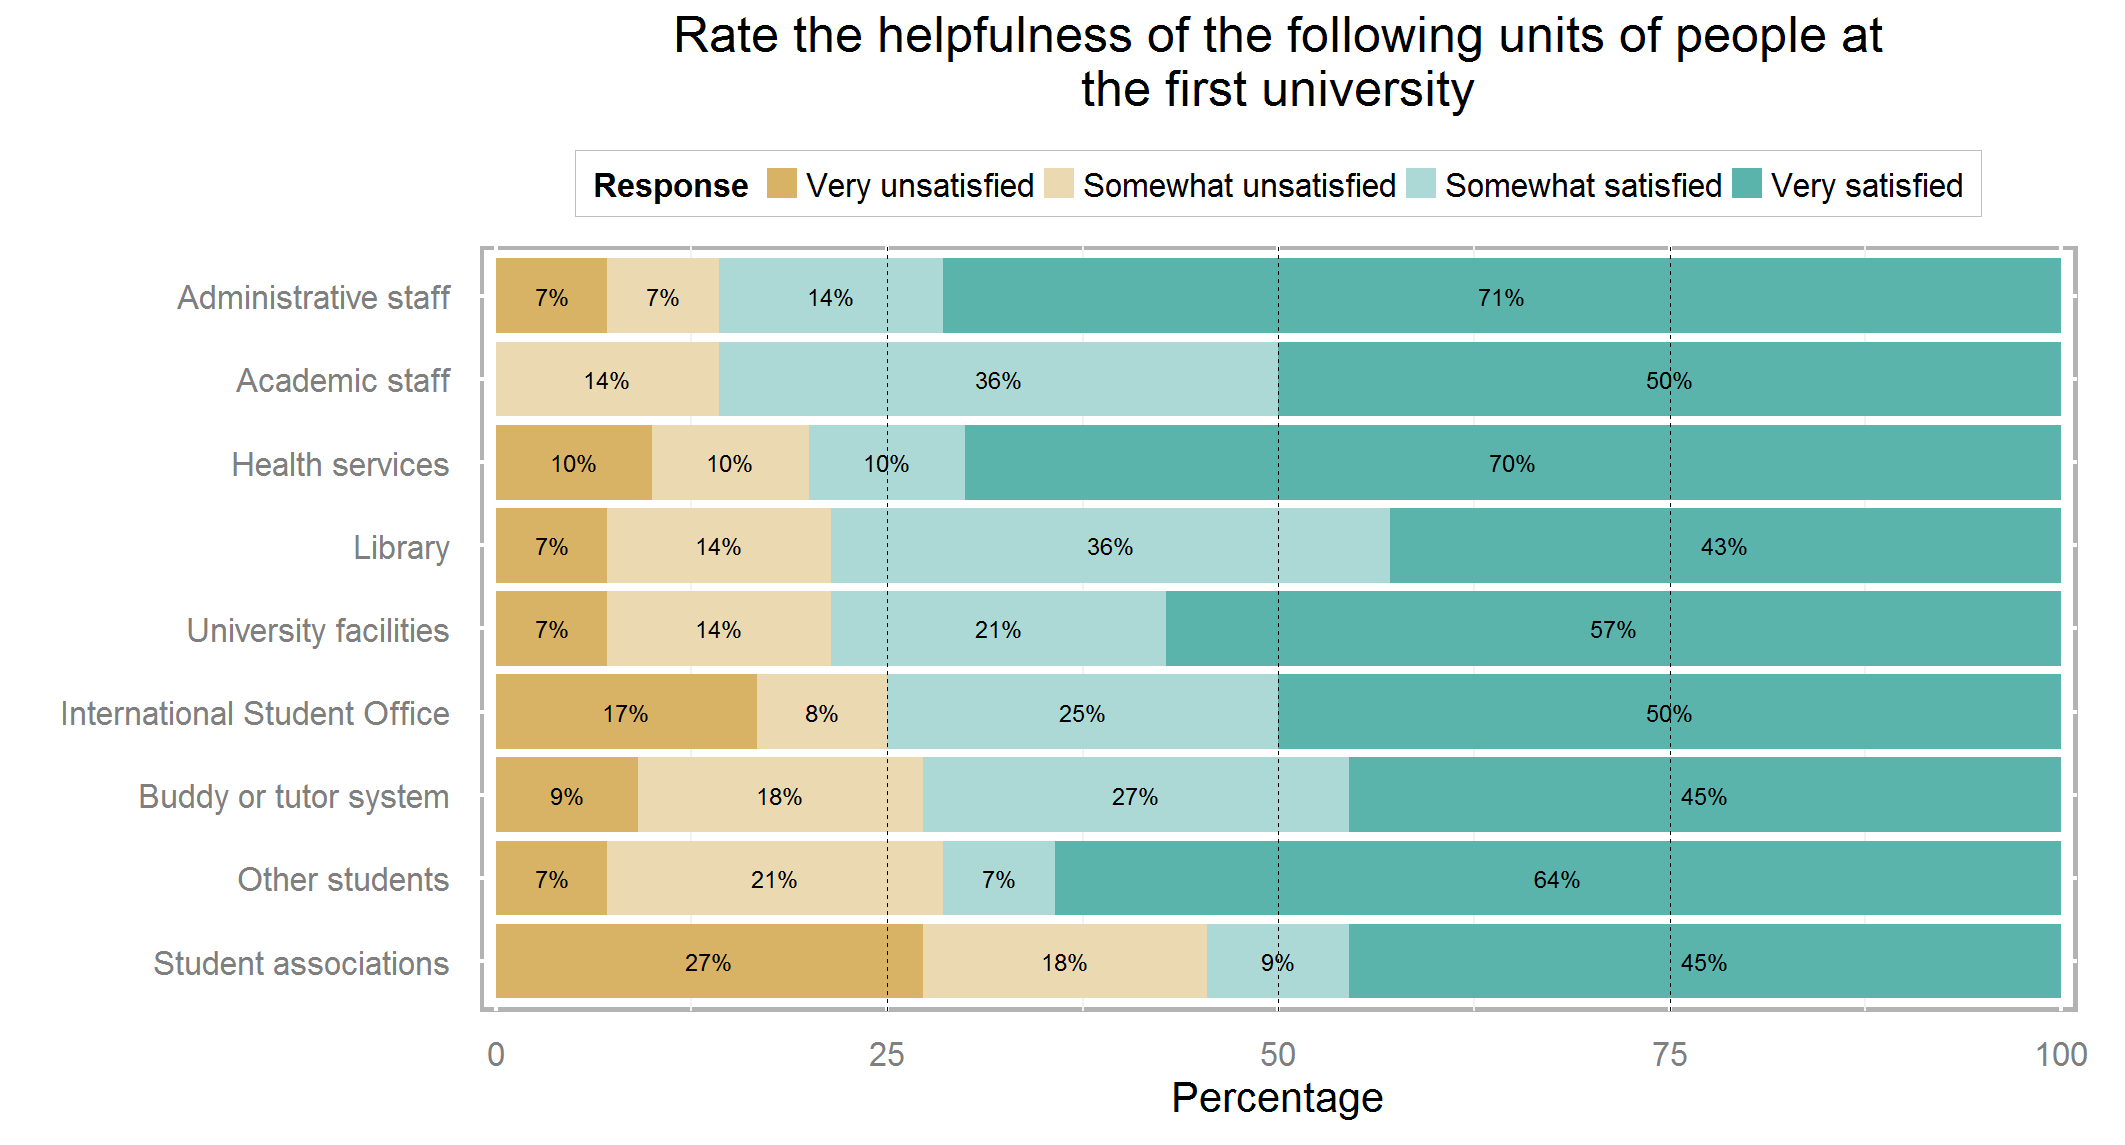 Rate the helpfulness of the following units of people at
the first university
Response Very unsatisfied Somewhat unsatisfied Somewhat satisfied Very satisfied
Administrative staff 7% 7% 14% 71%
Academic staff 14% 36% 50%
Health services 10% 10% 10% 70%
Library 7% 14% 36% 43%
University facilities 7% 14% 21% 57%
International Student Office 17% 8% 25% 50%
Buddy or tutor system 9% 18% 27% 45%
Other students 7% 21% 7% 64%
Student associations 27% 18% 9% 45%
0 25 50 75 100
Percentage